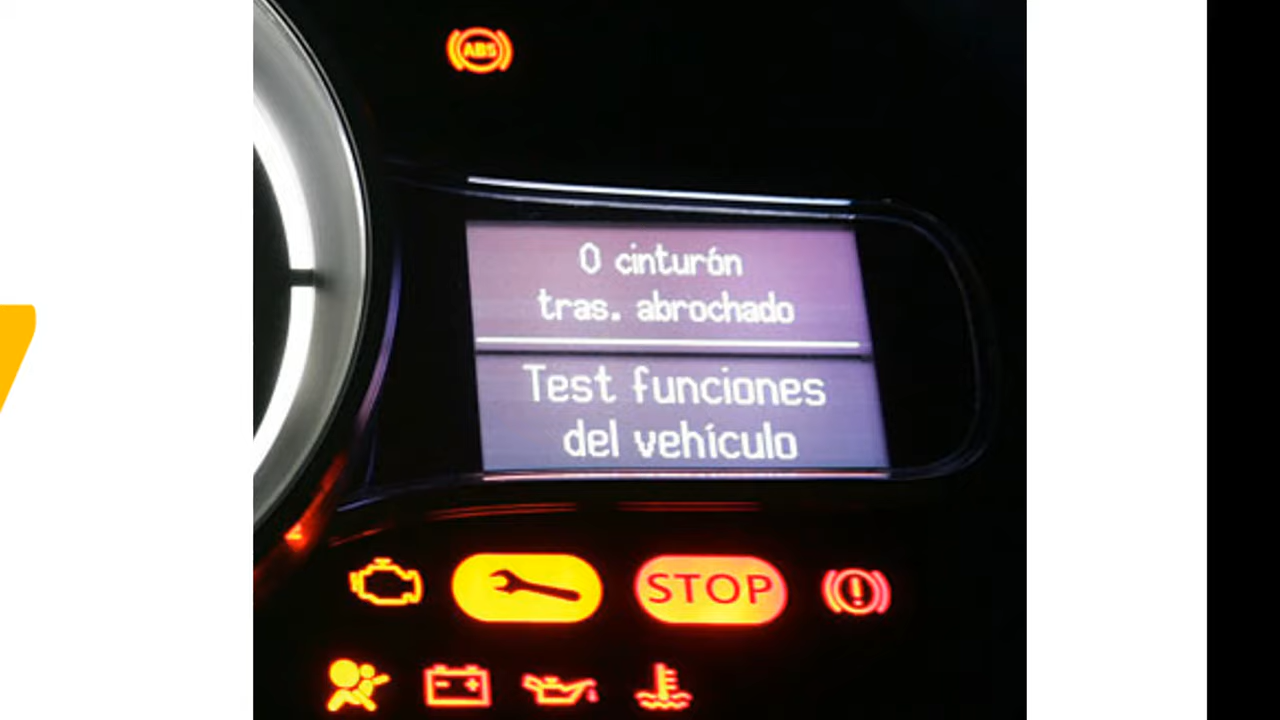 ABS
0 cinturón
tras. abrochado
Test funciones
del vehículo
STOP